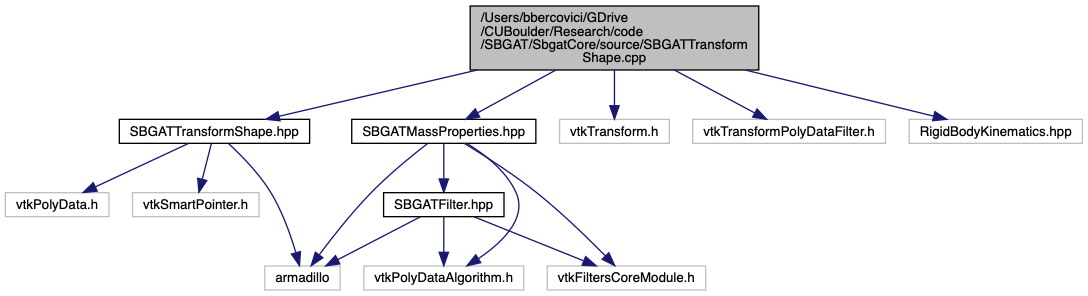 /Users/bbercovici/GDrive
/CUBoulder/Research/code
/SBGAT/SbgatCore/source/SBGATTransform
Shape.cpp
SBGATTransformShape.hpp
SBGATMassProperties.hpp
vtkTransform.h
vtkTransformPolyDataFilter.h
RigidBodyKinematics.hpp
vtkPolyData.h
vtkSmartPointer.h
SBGATFilter.hpp
armadillo
vtkPolyDataAlgorithm.h
vtkFiltersCoreModule.h